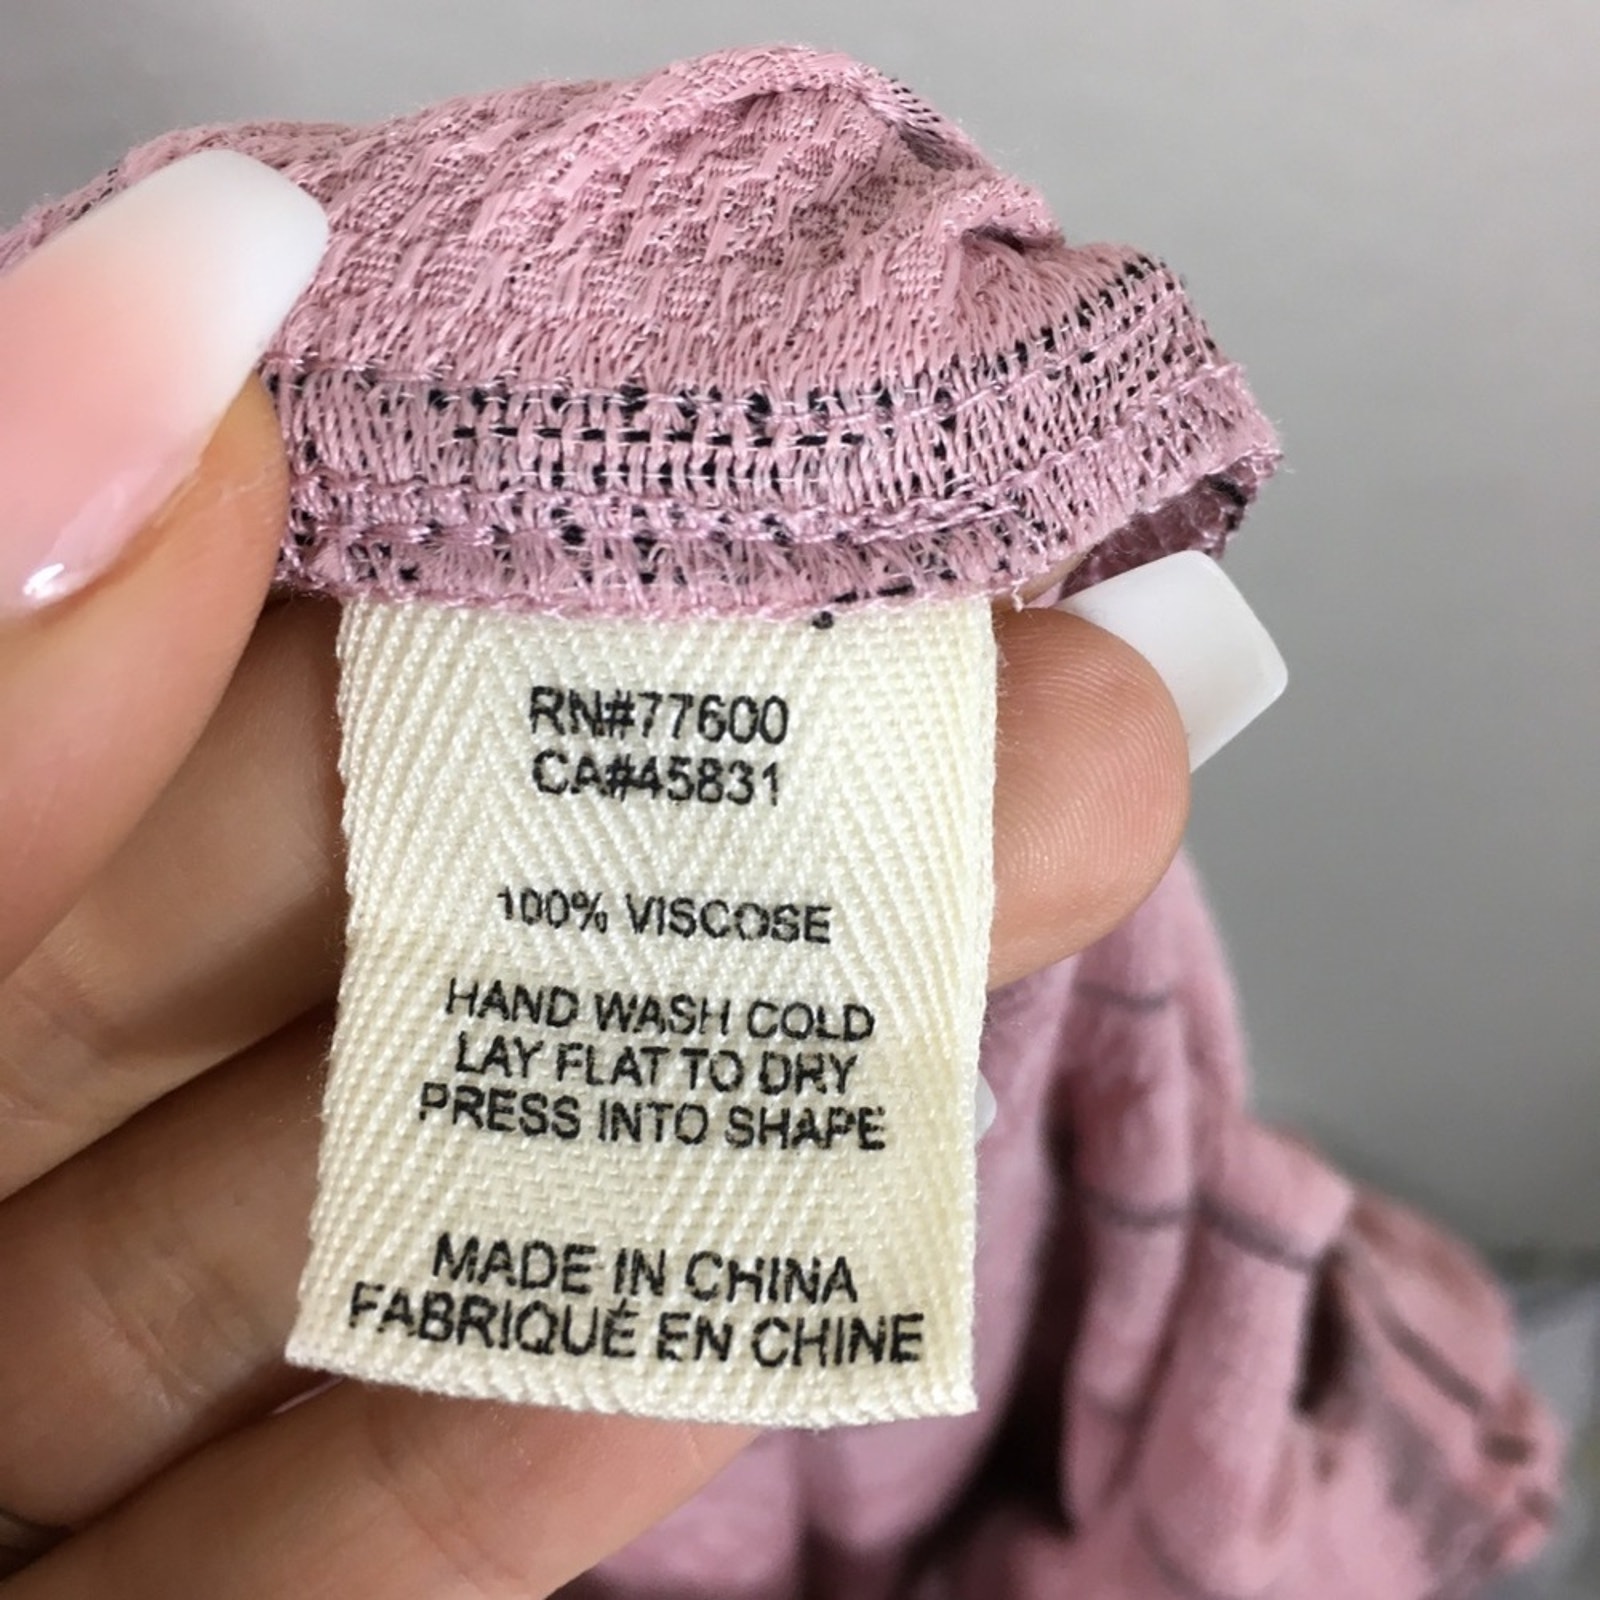 RN#77600
CA#45831
100% VISCOSE
HAND WASH COLD
LAY FLAT TO DRY
PRESS INTO SHAPE
MADE IN CHINA
FABRIQUÉ EN CHINE